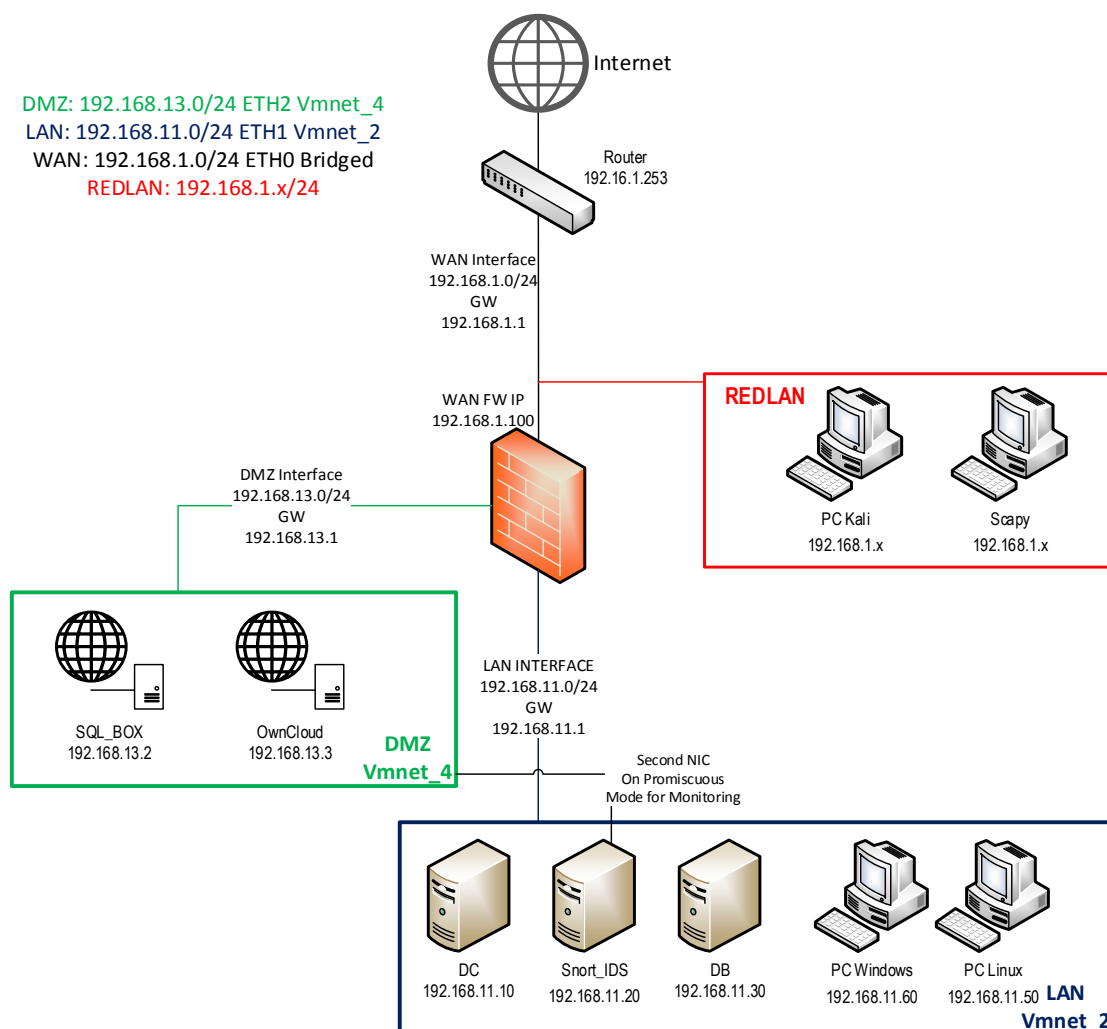 Internet
DMZ: 192.168.13.0/24 ETH2 Vmnet_4
LAN: 192.168.11.0/24 ETH1 Vmnet_2
WAN: 192.168.1.0/24 ETH0 Bridged
REDLAN: 192.168.1.x/24
Router
192.16.1.253
WAN Interface
192.168.1.0/24
GW
192.168.1.1
WAN FW IP
192.168.1.100
REDLAN
PC Kali
192.168.1.x
Scapy
192.168.1.x
DMZ Interface
192.168.13.0/24
GW
192.168.13.1
SQL_BOX
192.168.13.2
OwnCloud
192.168.13.3
DMZ
Vmnet_4
LAN INTERFACE
192.168.11.0/24
GW
192.168.11.1
Second NIC
On Promiscuous
Mode for Monitoring
DC
192.168.11.10
Snort_IDS
192.168.11.20
DB
192.168.11.30
PC Windows
192.168.11.60
PC Linux
192.168.11.50
LAN
Vmnet_2